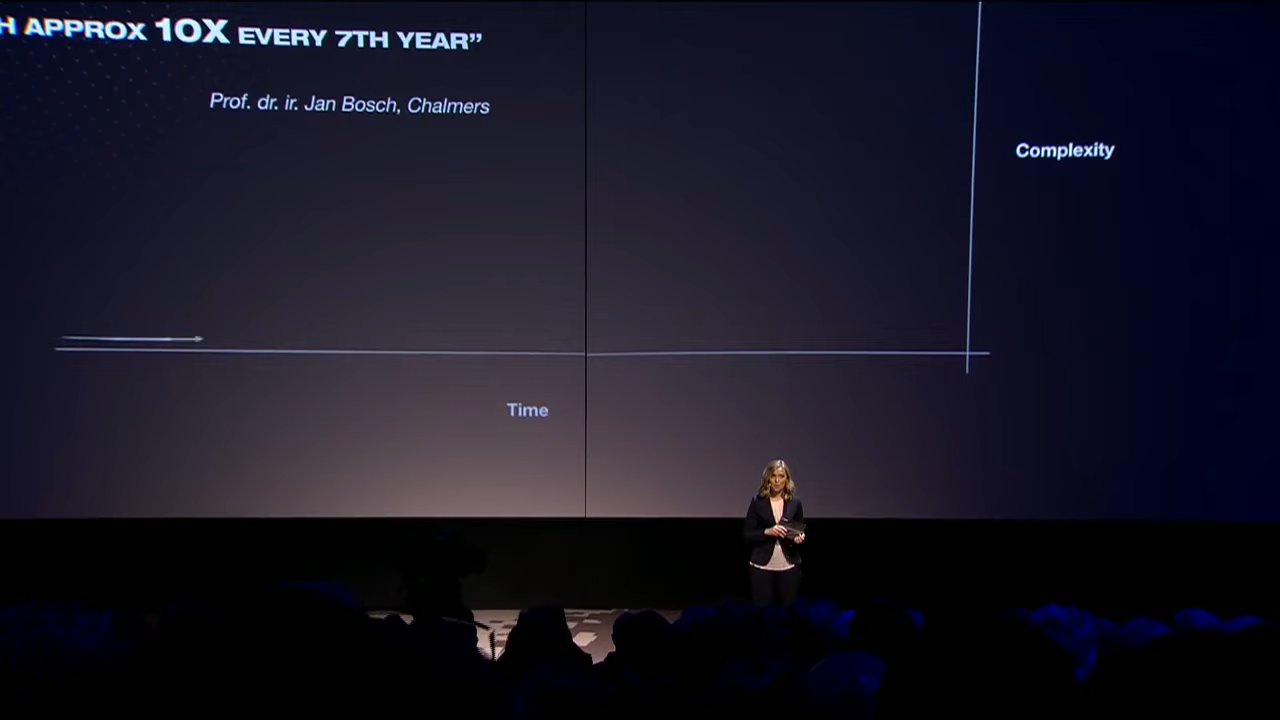 APPROX 10X EVERY 7TH YEAR”
Prof. dr. ir. Jan Bosch, Chalmers
Complexity
Time